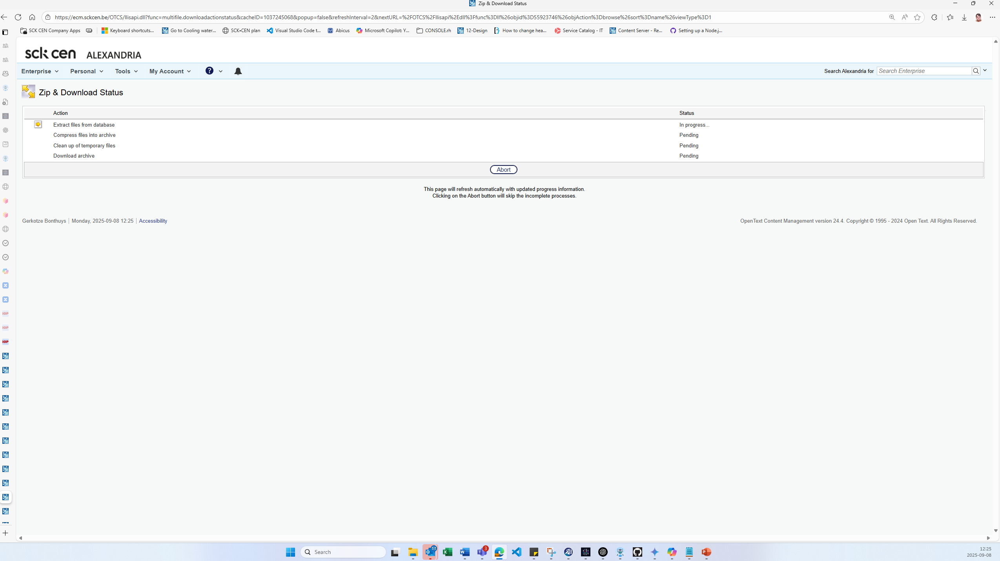 Zip & Download Status
https://ecm.sckcen.be/OTCS/llisapi.dll?func=multifile.downloadactionstatus&cacheID=1037245068&popup=false&refreshInterval=2&nextURL=%2FOTCS%2Fllisapi%2Edll%3Ffunc%3Dll%26objid%3D55923746%26objAction%3Dbrowse%26sort%3Dname%26viewType%3D1
SCK CEN Company Apps Keyboard shortcuts... Go to Cooling water... SCK•CEN plan Visual Studio Code t... Abicus Microsoft Copilot: Y... CONSOLE.rh 12-Design How to change hea... Service Catalog - IT Content Server - Re... Setting up a Node.j...
sck cen ALEXANDRIA
Enterprise Personal Tools My Account ? Search Alexandria for Search Enterprise
Zip & Download Status
Action Status
Extract files from database In progress...
Compress files into archive Pending
Clean up of temporary files Pending
Download archive Pending
Abort
This page will refresh automatically with updated progress information.
Clicking on the Abort button will skip the incomplete processes.
Gerkotze Bonthuys | Monday, 2025-09-08 12:25 | Accessibility OpenText Content Management version 24.4. Copyright © 1995 - 2024 Open Text. All Rights Reserved.
sck cen
sck cen
IOP
IOP
IOP
Search
3
12:25
2025-09-08